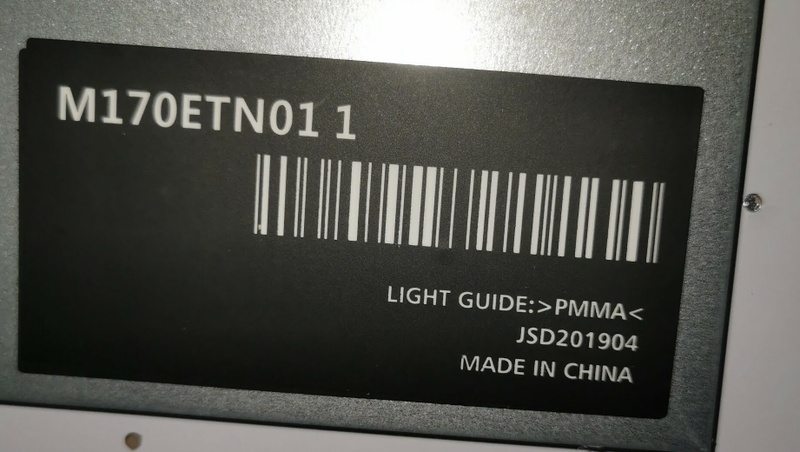 M170ETN01 1
LIGHT GUIDE:>PMMA<
JSD201904
MADE IN CHINA